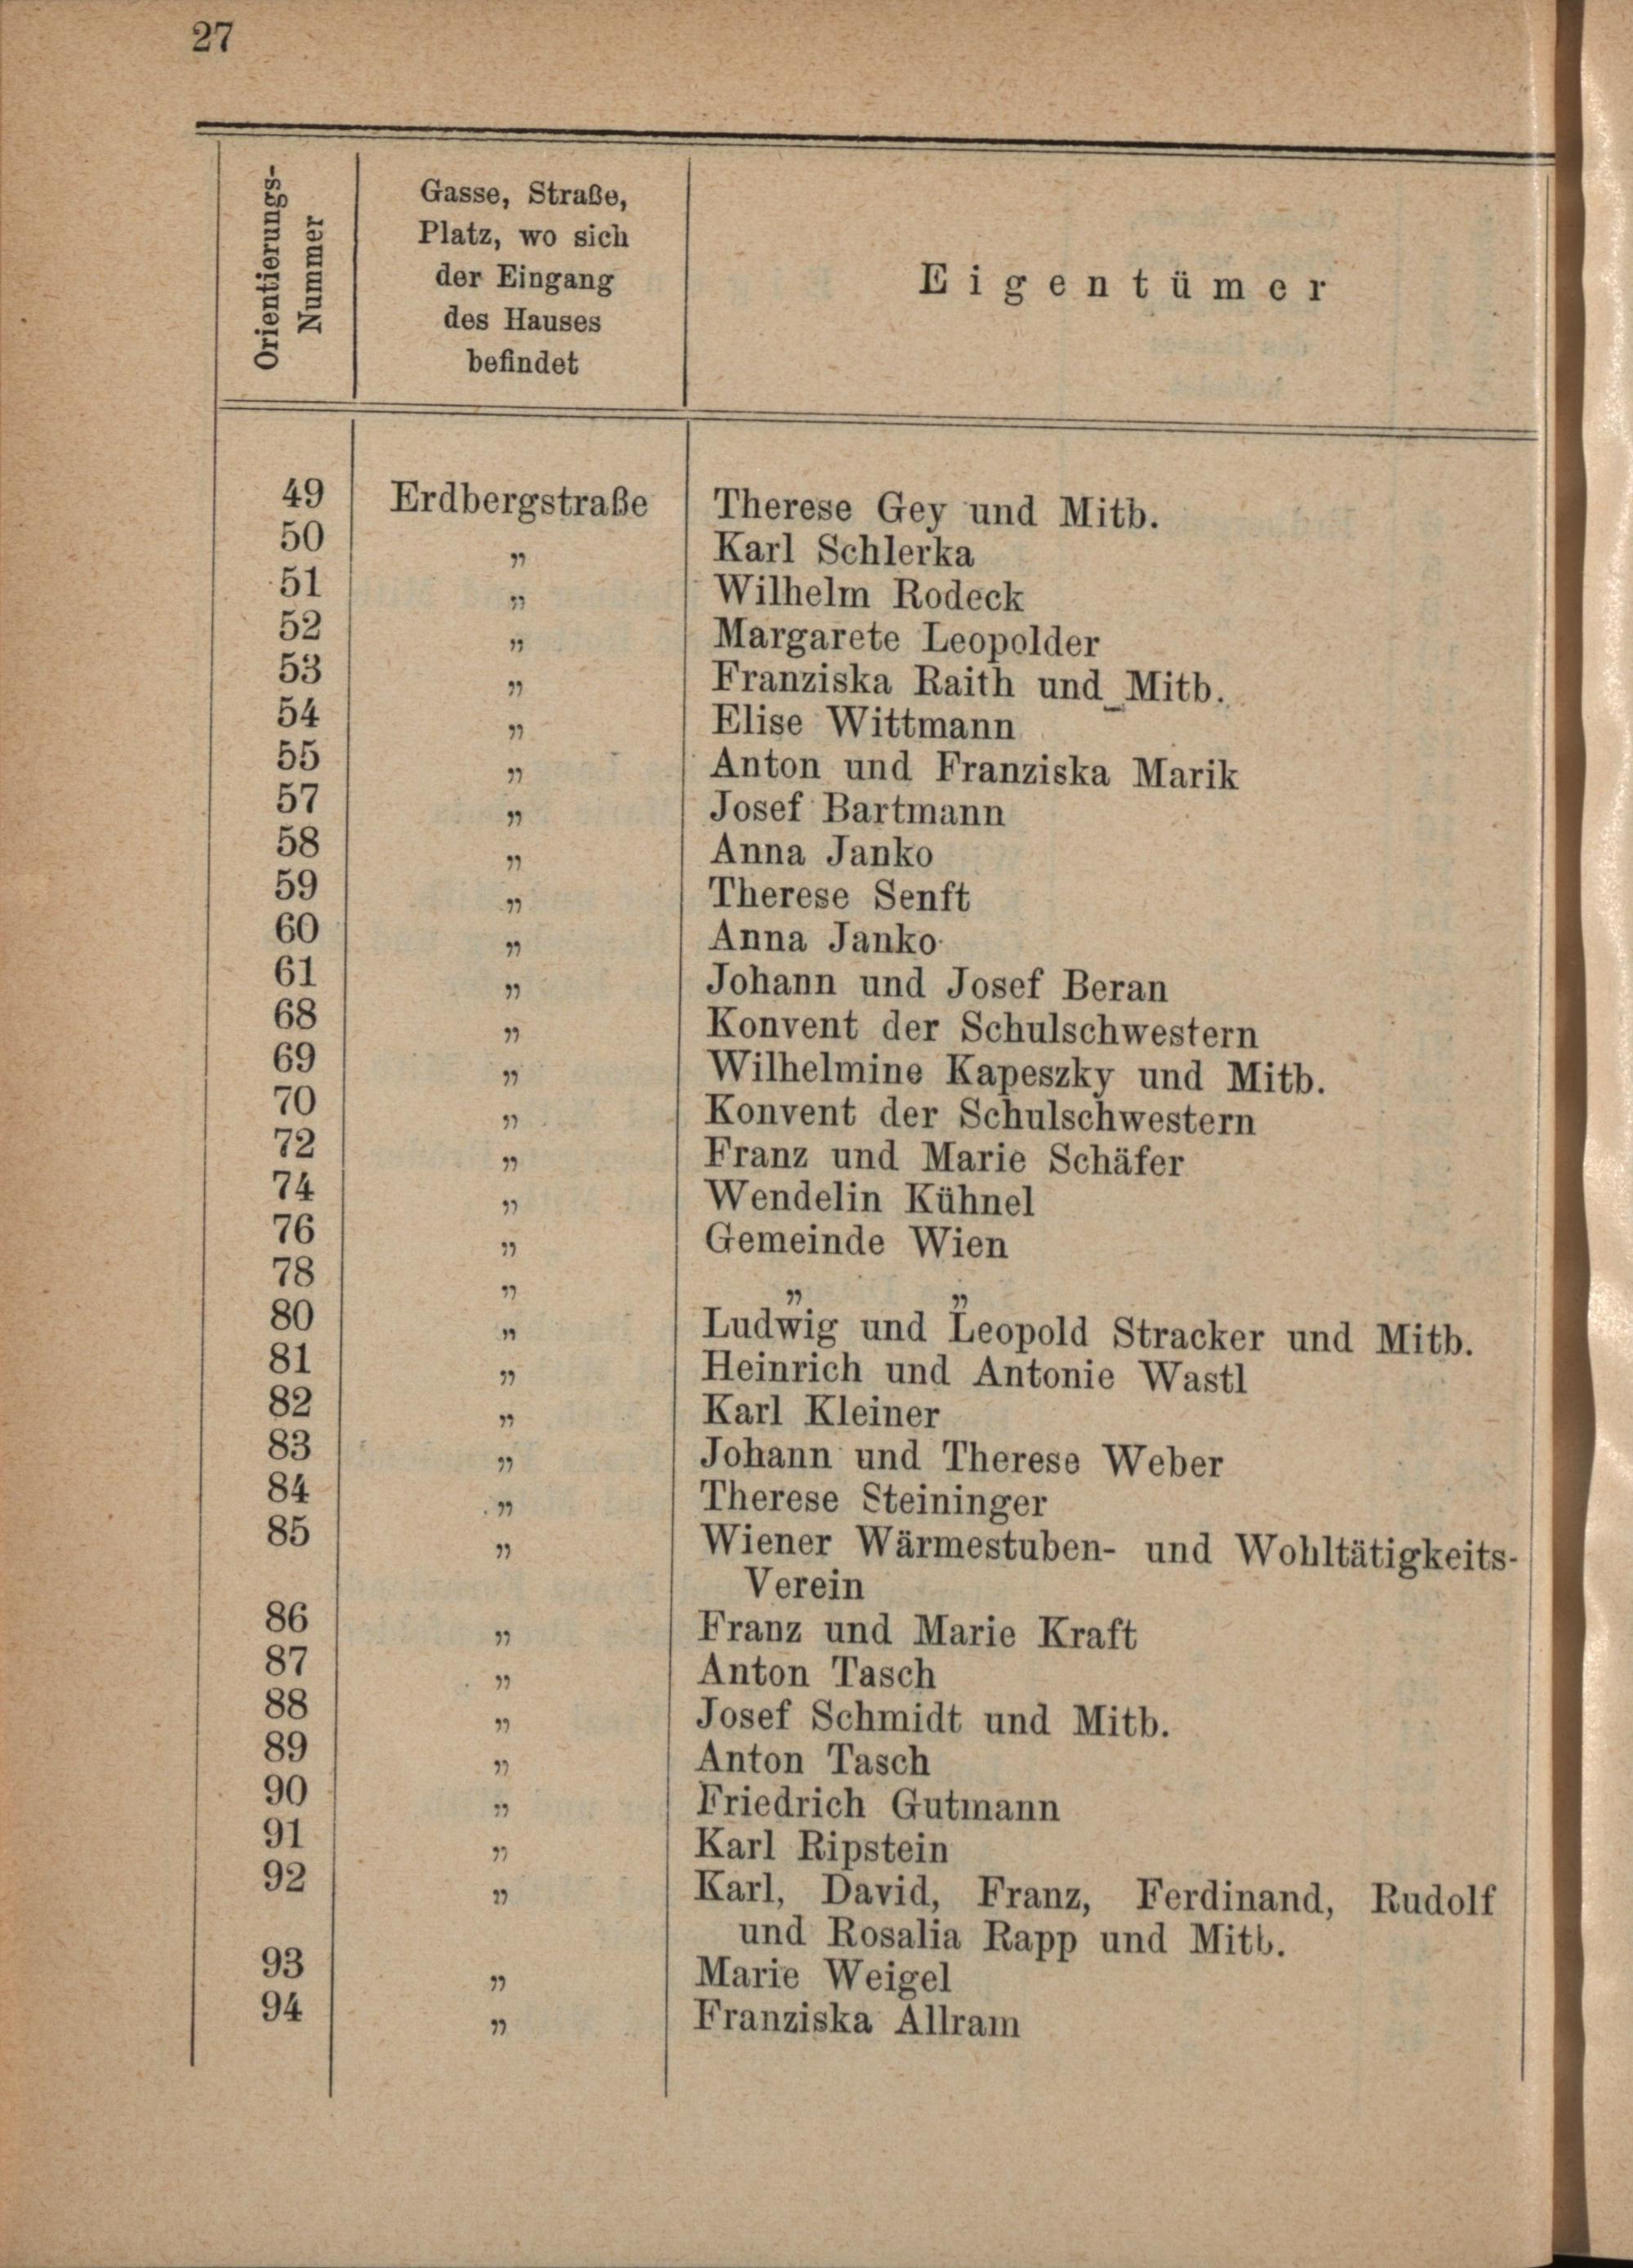 27
Orientierungs-
Nummer
Gasse, Straße,
Platz, wo sich
der Eingang
des Hauses
befindet
Eigentümer
49 Erdbergstraße Therese Gey und Mitb.
50 „ Karl Schlerka
51 „ Wilhelm Rodeck
52 „ Margarete Leopolder
53 „ Franziska Raith und Mitb.
54 „ Elise Wittmann
55 „ Anton und Franziska Marik
57 „ Josef Bartmann
58 „ Anna Janko
59 „ Therese Senft
60 „ Anna Janko
61 „ Johann und Josef Beran
68 „ Konvent der Schulschwestern
69 „ Wilhelmine Kapeszky und Mitb.
70 „ Konvent der Schulschwestern
72 „ Franz und Marie Schäfer
74 „ Wendelin Kühnel
76 „ Gemeinde Wien
78 „ „ „
80 „ Ludwig und Leopold Stracker und Mitb.
81 „ Heinrich und Antonie Wastl
82 „ Karl Kleiner
83 „ Johann und Therese Weber
84 „ Therese Steininger
85 „ Wiener Wärmestuben- und Wohltätigkeits-
Verein
86 „ Franz und Marie Kraft
87 „ Anton Tasch
88 „ Josef Schmidt und Mitb.
89 „ Anton Tasch
90 „ Friedrich Gutmann
91 „ Karl Ripstein
92 „ Karl, David, Franz, Ferdinand, Rudolf
und Rosalia Rapp und Mitb.
93 „ Marie Weigel
94 „ Franziska Allram